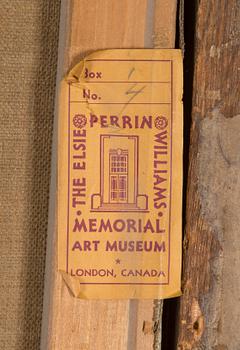 Box
No. 4
THE ELSIE
PERRIN
WILLIAMS
MEMORIAL
ART MUSEUM
LONDON, CANADA